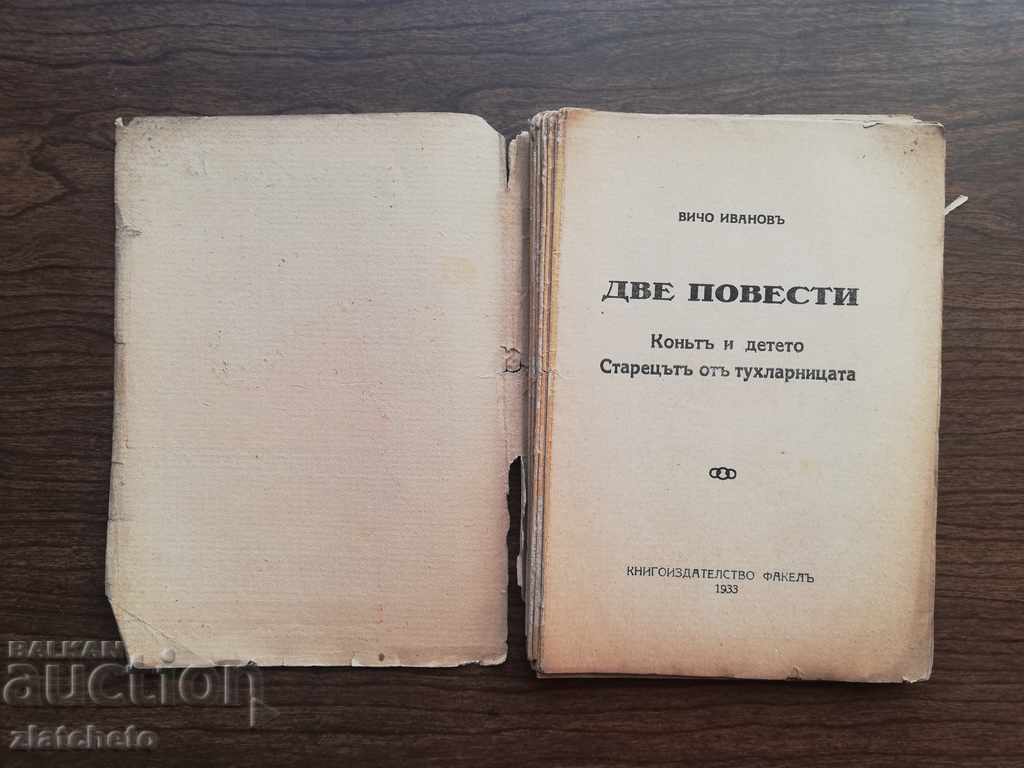 ВИЧО ИВАНОВЪ
ДВЕ ПОВЕСТИ
Коньтъ и детето
Старецътъ отъ тухларницата
КНИГОИЗДАТЕЛСТВО ФАКЕЛЪ
1933
BALKAN
auction
zlatcheto